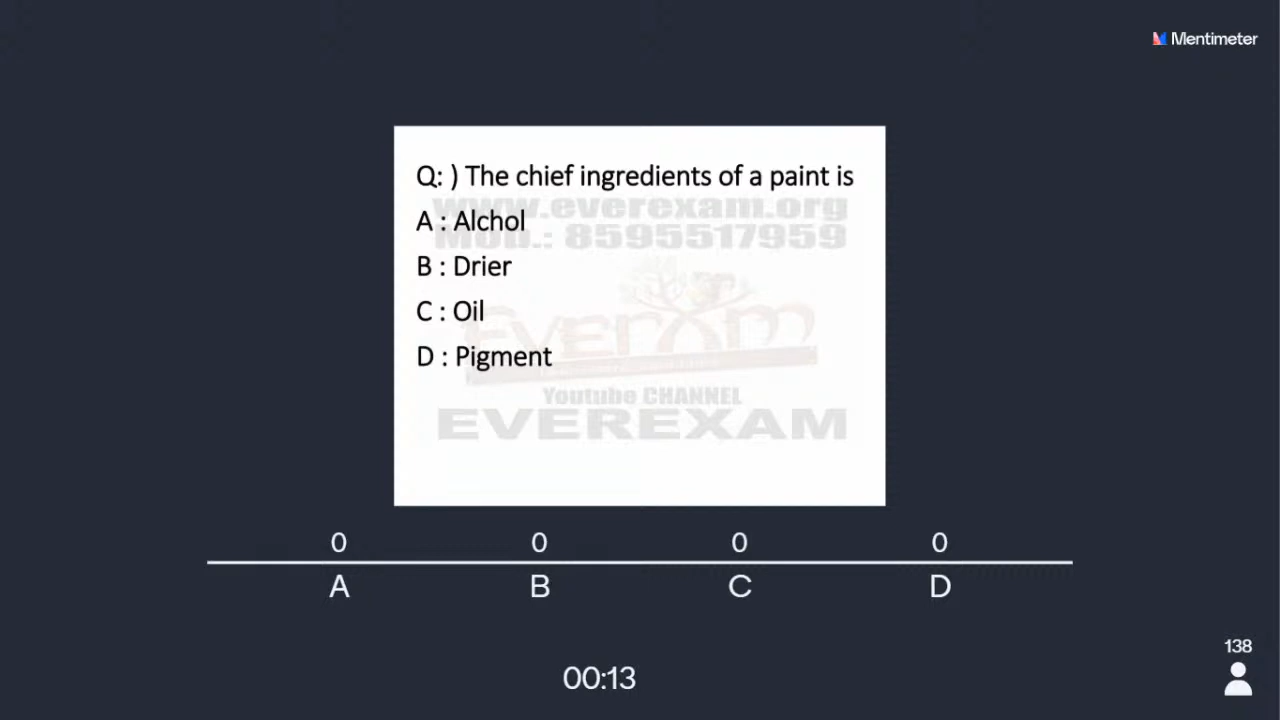 Mentimeter
Q: ) The chief ingredients of a paint is
www.everexam.org
A : Alchol
MOB.: 8595517959
B : Drier
C : Oil
EVEREXAM
D : Pigment
Youtube CHANNEL
EVEREXAM
0 0 0 0
A B C D
138
00:13